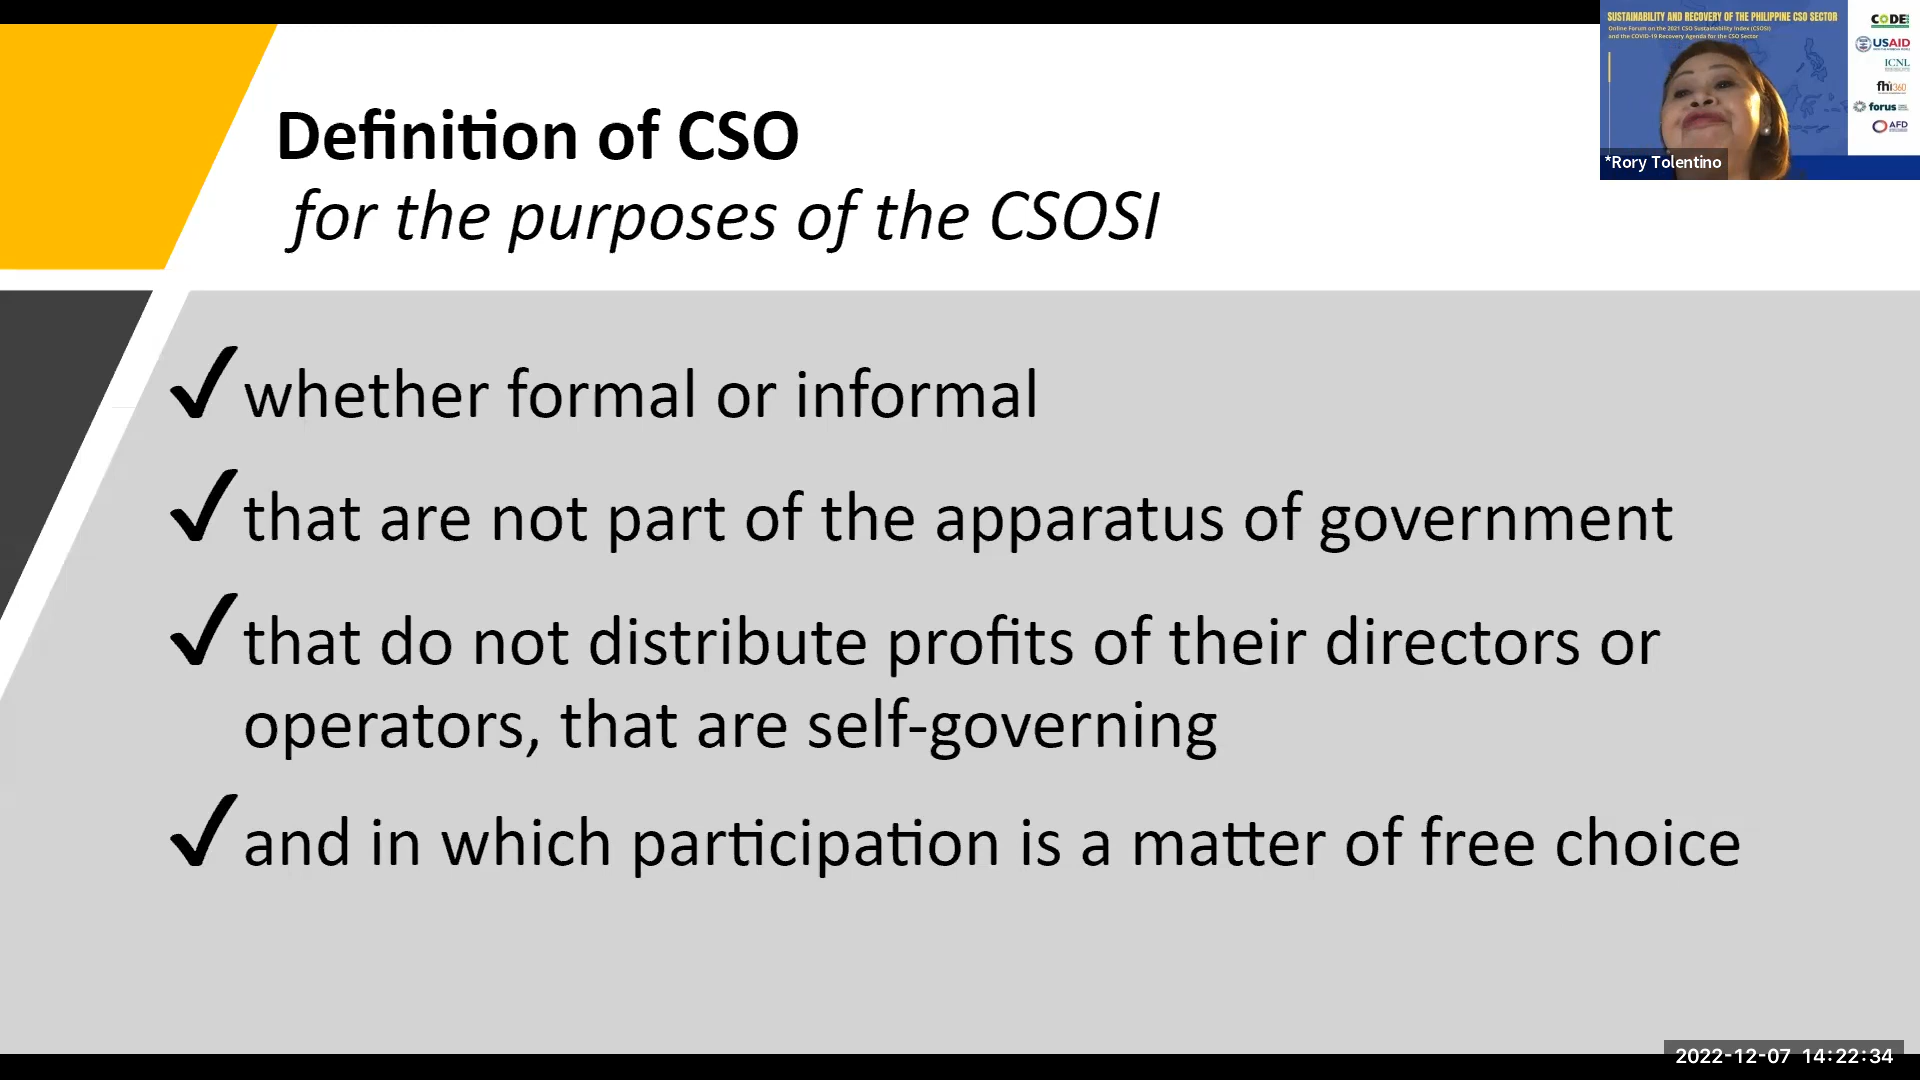 SUSTAINABILITY AND RECOVERY OF THE PHILIPPINE CSO SECTOR
Online Forum on the 2021 CSO Sustainability Index (CSOSI)
and the COVID-19 Recovery Agenda for the CSO Sector
CODE
USAID
ICNL
fhi360
forus
AFD
*Rory Tolentino
Definition of CSO
for the purposes of the CSOSI
✓ whether formal or informal
✓ that are not part of the apparatus of government
✓ that do not distribute profits of their directors or
operators, that are self-governing
✓ and in which participation is a matter of free choice
2022-12-07 14:22:34